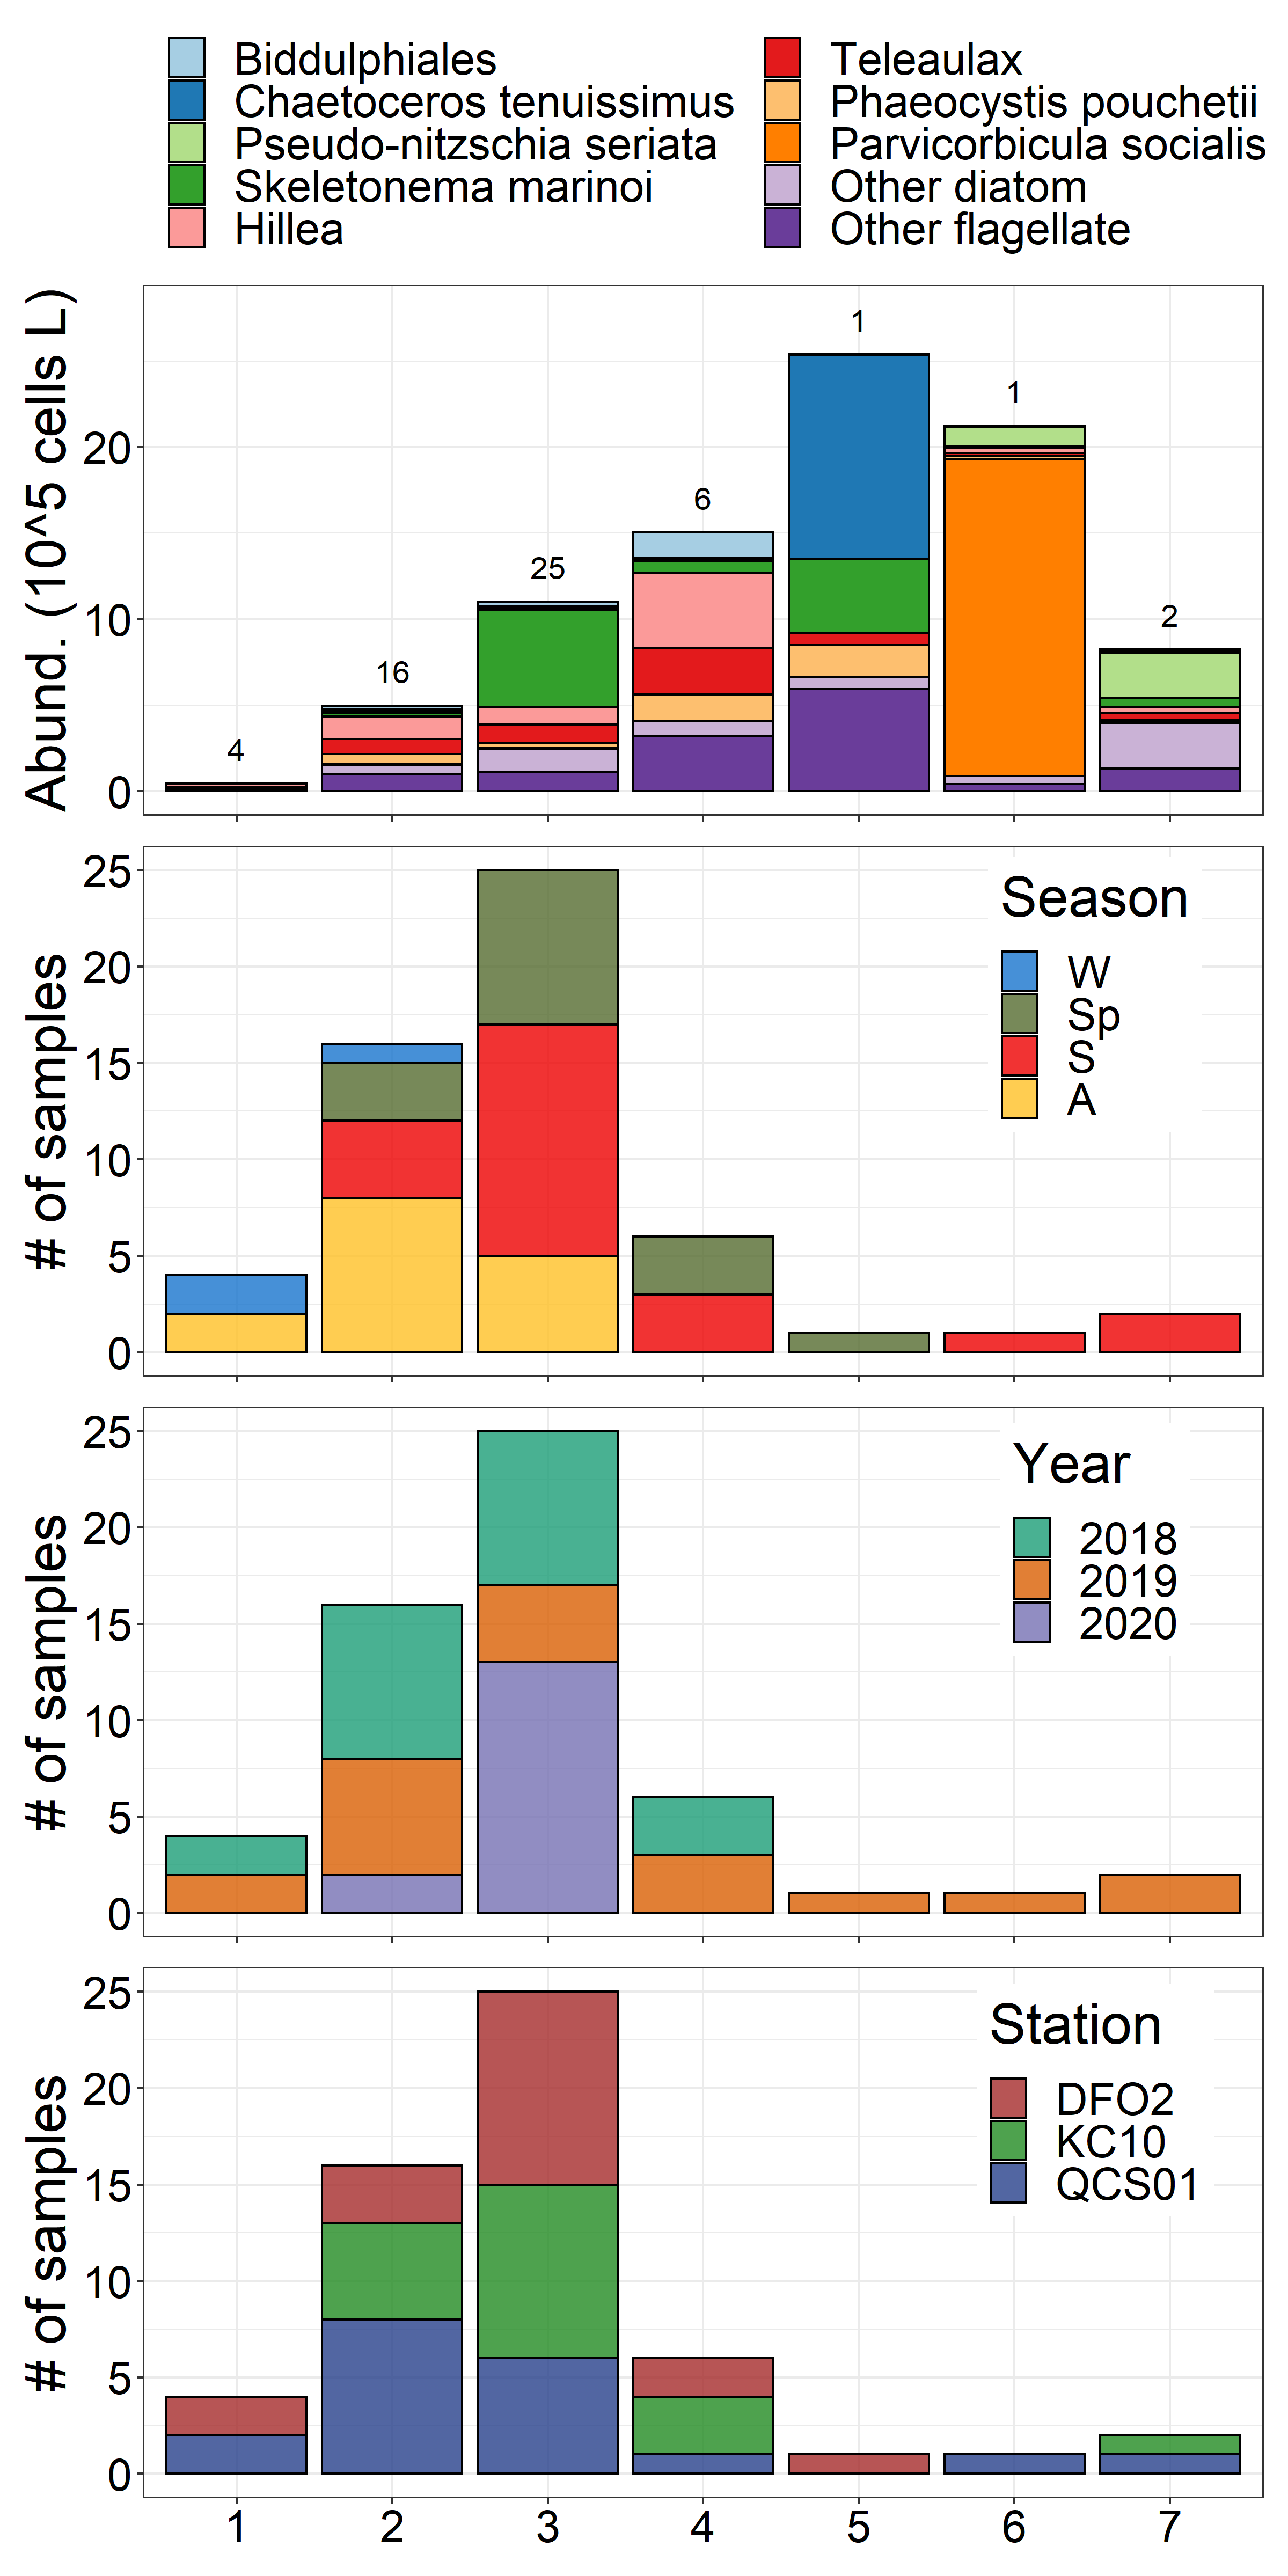 Biddulphiales
Chaetoceros tenuissimus
Pseudo-nitzschia seriata
Skeletonema marinoi
Hillea
Teleaulax
Phaeocystis pouchetii
Parvicorbicula socialis
Other diatom
Other flagellate
Abund. (10^5 cells L)
20
10
0
4
16
25
6
1
1
2
# of samples
25
20
15
10
5
0
Season
W
Sp
S
A
# of samples
25
20
15
10
5
0
Year
2018
2019
2020
# of samples
25
20
15
10
5
0
Station
DFO2
KC10
QCS01
1 2 3 4 5 6 7